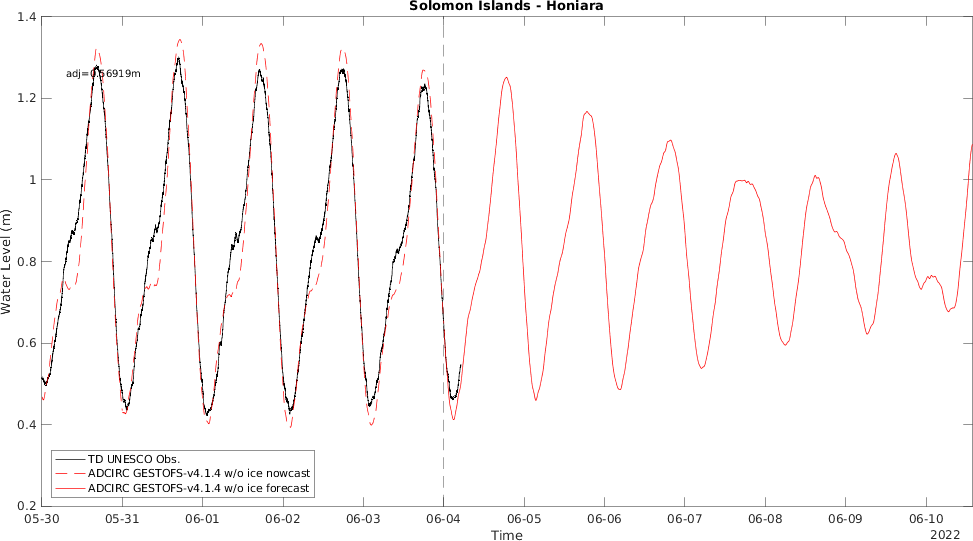 Solomon Islands - Honiara
1.4
adj=0.56919m
1.2
1
0.8
0.6
0.4
0.2
Water Level (m)
TD UNESCO Obs.
ADCIRC GESTOFS-v4.1.4 w/o ice nowcast
ADCIRC GESTOFS-v4.1.4 w/o ice forecast
05-30 05-31 06-01 06-02 06-03 06-04 06-05 06-06 06-07 06-08 06-09 06-10
Time
2022